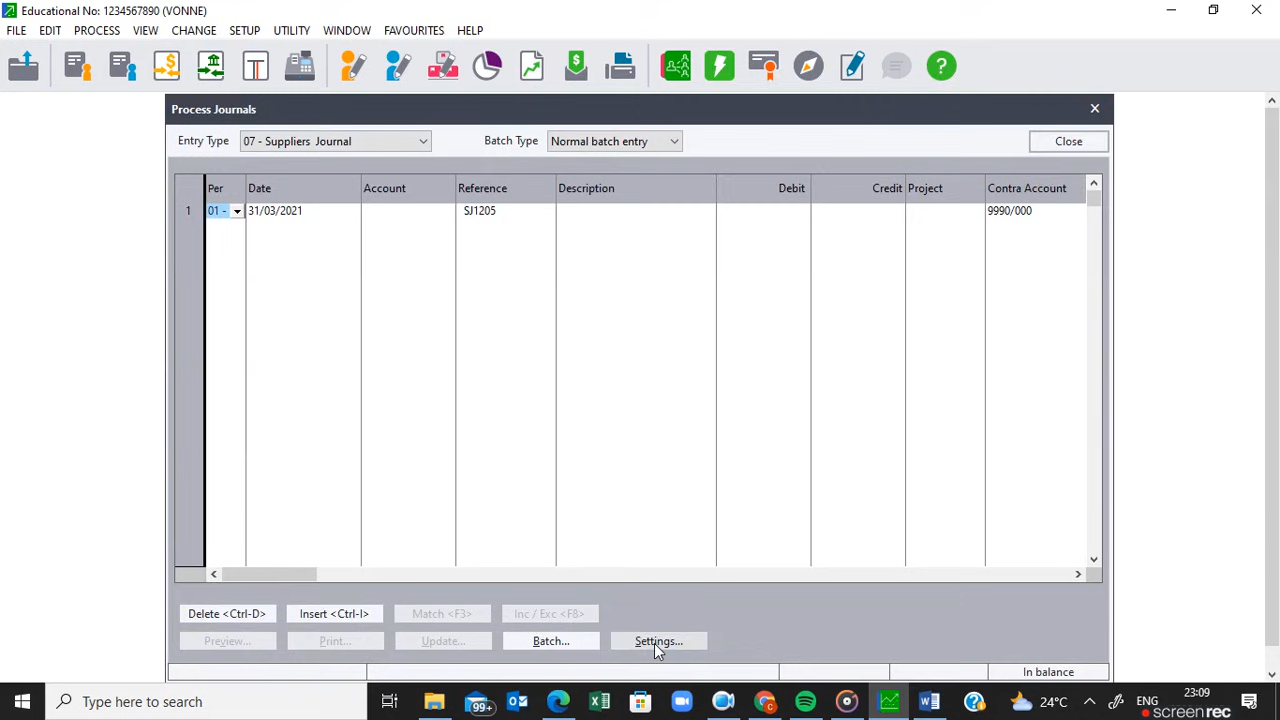 Educational No: 1234567890 (VONNE)
FILE EDIT PROCESS VIEW CHANGE SETUP UTILITY WINDOW FAVOURITES HELP
Process Journals
Entry Type 07 - Suppliers Journal Batch Type Normal batch entry Close
Per Date Account Reference Description Debit Credit Project Contra Account
1 01 - 31/03/2021 SJ1205 9990/000
Delete <Ctrl-D> Insert <Ctrl-I> Match <F3> Inc / Exc <F8>
Preview... Print... Update... Batch... Settings...
In balance
Type here to search 99+ 24°C ENG 23:09
screenrec